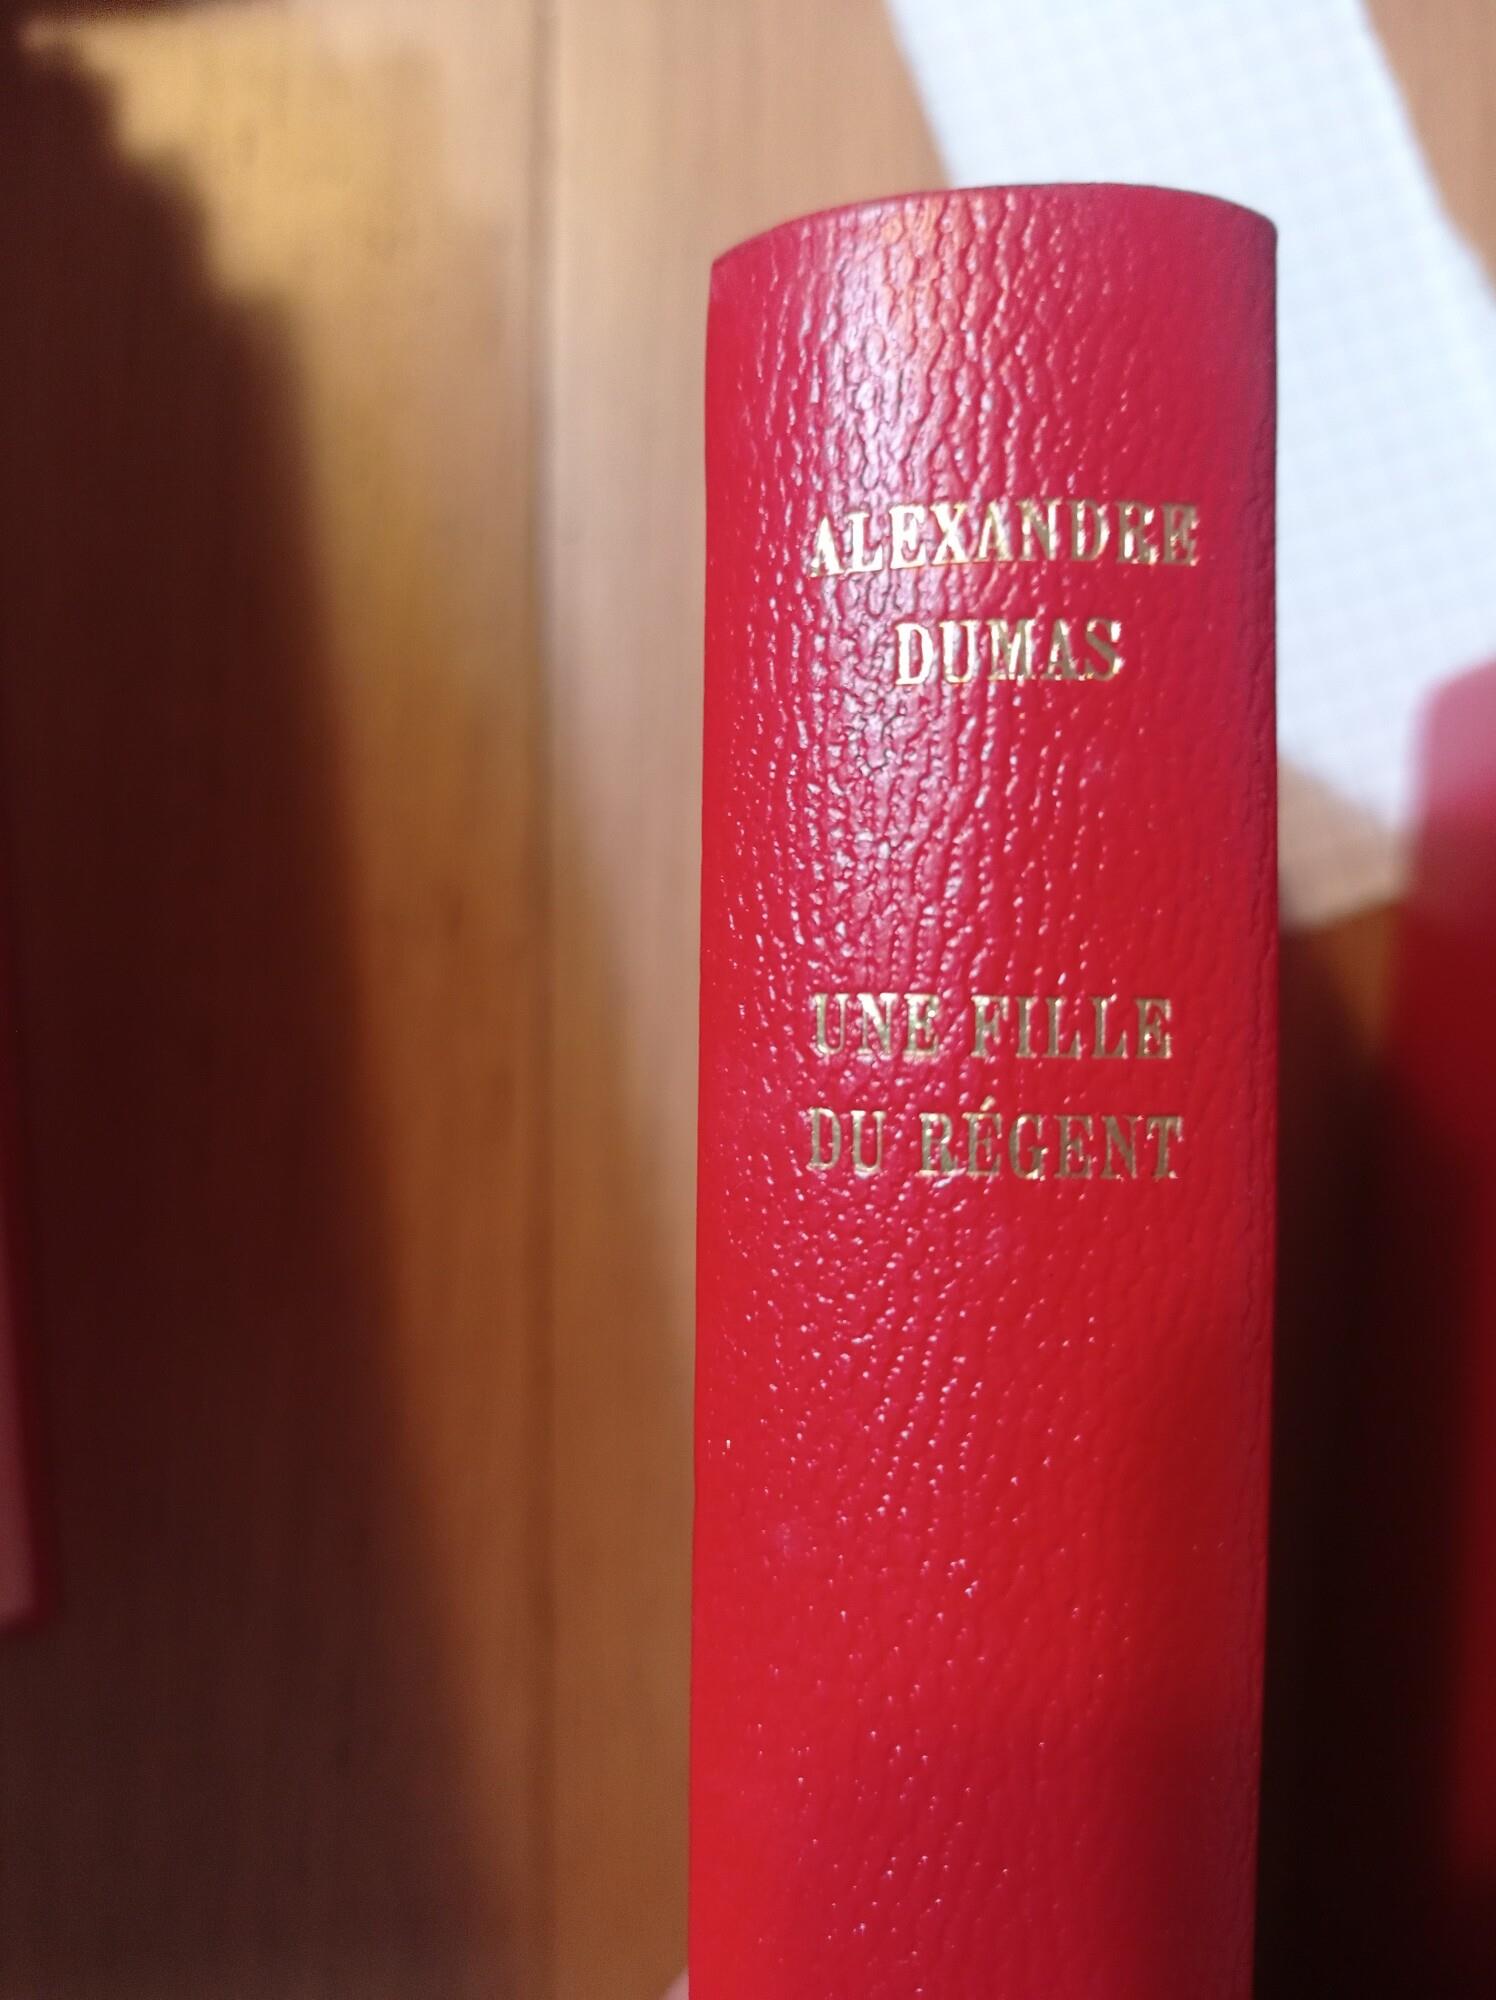 ALEXANDRE
DUMAS
UNE FILLE
DU RÉGENT